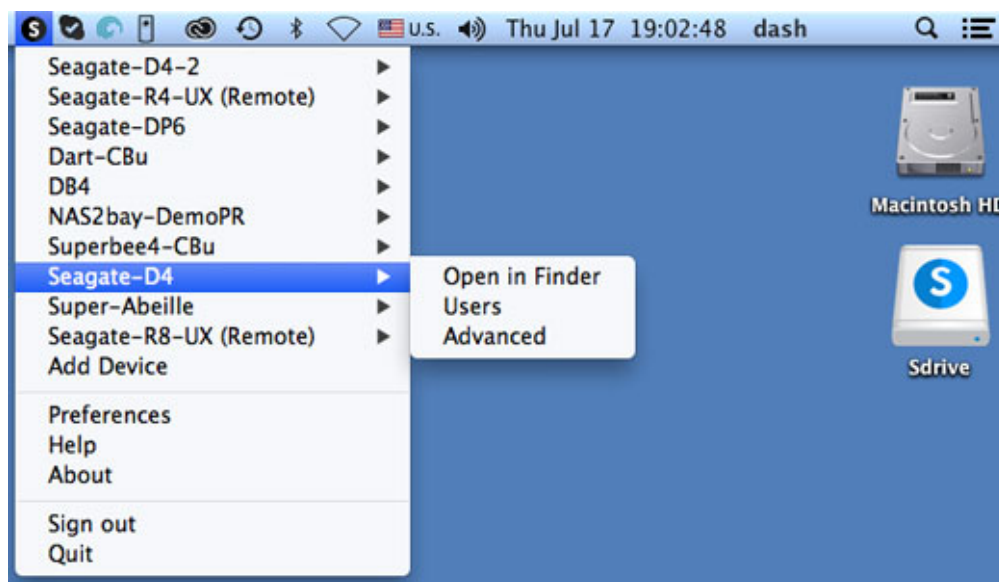 S U.S. Thu Jul 17 19:02:48 dash
Seagate-D4-2
Seagate-R4-UX (Remote)
Seagate-DP6
Dart-CBu
DB4
NAS2bay-DemoPR
Superbee4-CBu
Seagate-D4
Super-Abeille
Seagate-R8-UX (Remote)
Add Device
Preferences
Help
About
Sign out
Quit
Open in Finder
Users
Advanced
Macintosh HD
S
Sdrive